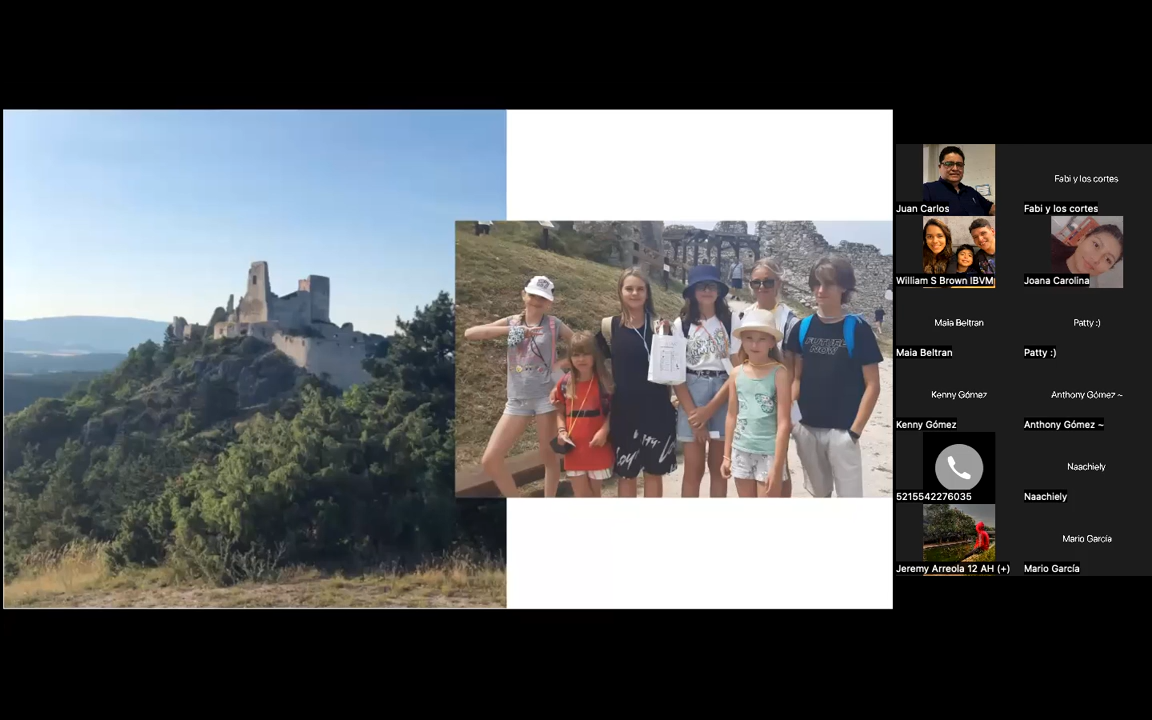 FUTURE
NOW
Juan Carlos
Fabi y los cortes
Fabi y los cortes
William S Brown IBVM
Joana Carolina
Maia Beltran
Maia Beltran
Patty :)
Patty :)
Kenny Gómez
Kenny Gómez
Anthony Gómez ~
Anthony Gómez ~
5215542276035
Naachiely
Naachiely
Jeremy Arreola 12 AH (+)
Mario García
Mario García